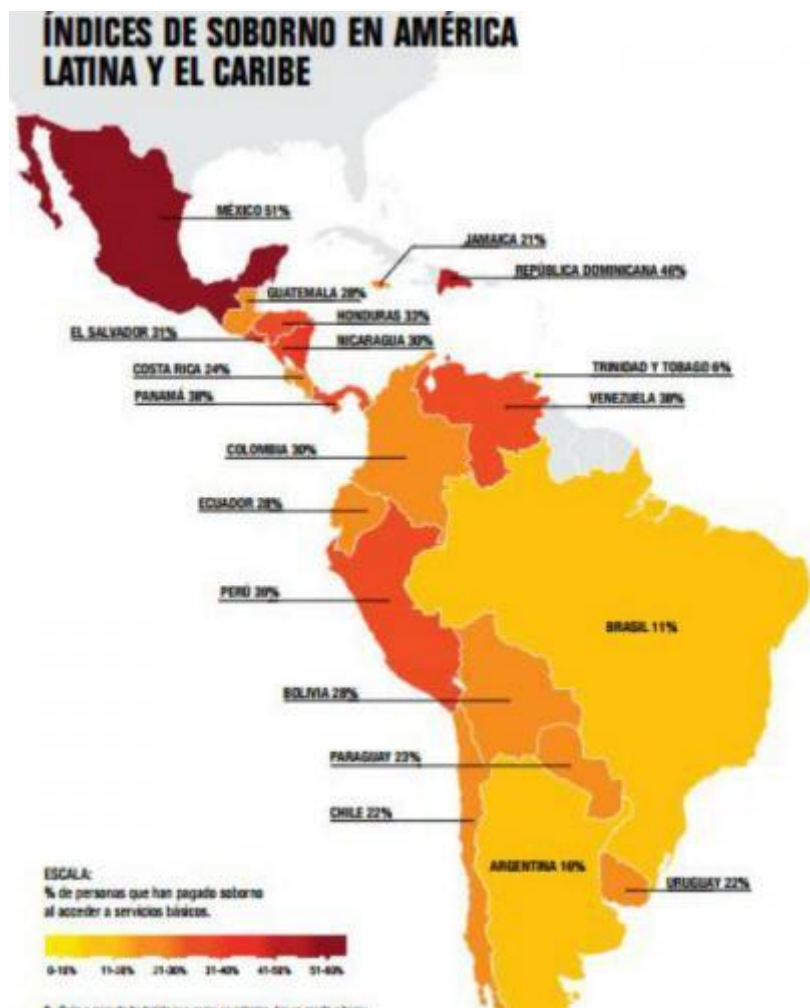 ÍNDICES DE SOBORNO EN AMÉRICA
LATINA Y EL CARIBE
MÉXICO 51%
JAMAICA 21%
REPÚBLICA DOMINICANA 46%
GUATEMALA 28%
HONDURAS 33%
EL SALVADOR 31%
NICARAGUA 30%
COSTA RICA 24%
TRINIDAD Y TOBAGO 6%
PANAMÁ 38%
VENEZUELA 38%
COLOMBIA 30%
ECUADOR 28%
PERÚ 39%
BRASIL 11%
BOLIVIA 28%
PARAGUAY 23%
CHILE 22%
ARGENTINA 16%
URUGUAY 22%
ESCALA:
% de personas que han pagado soborno
al acceder a servicios básicos.
0-10% 11-20% 21-30% 31-40% 41-50% 51-60%